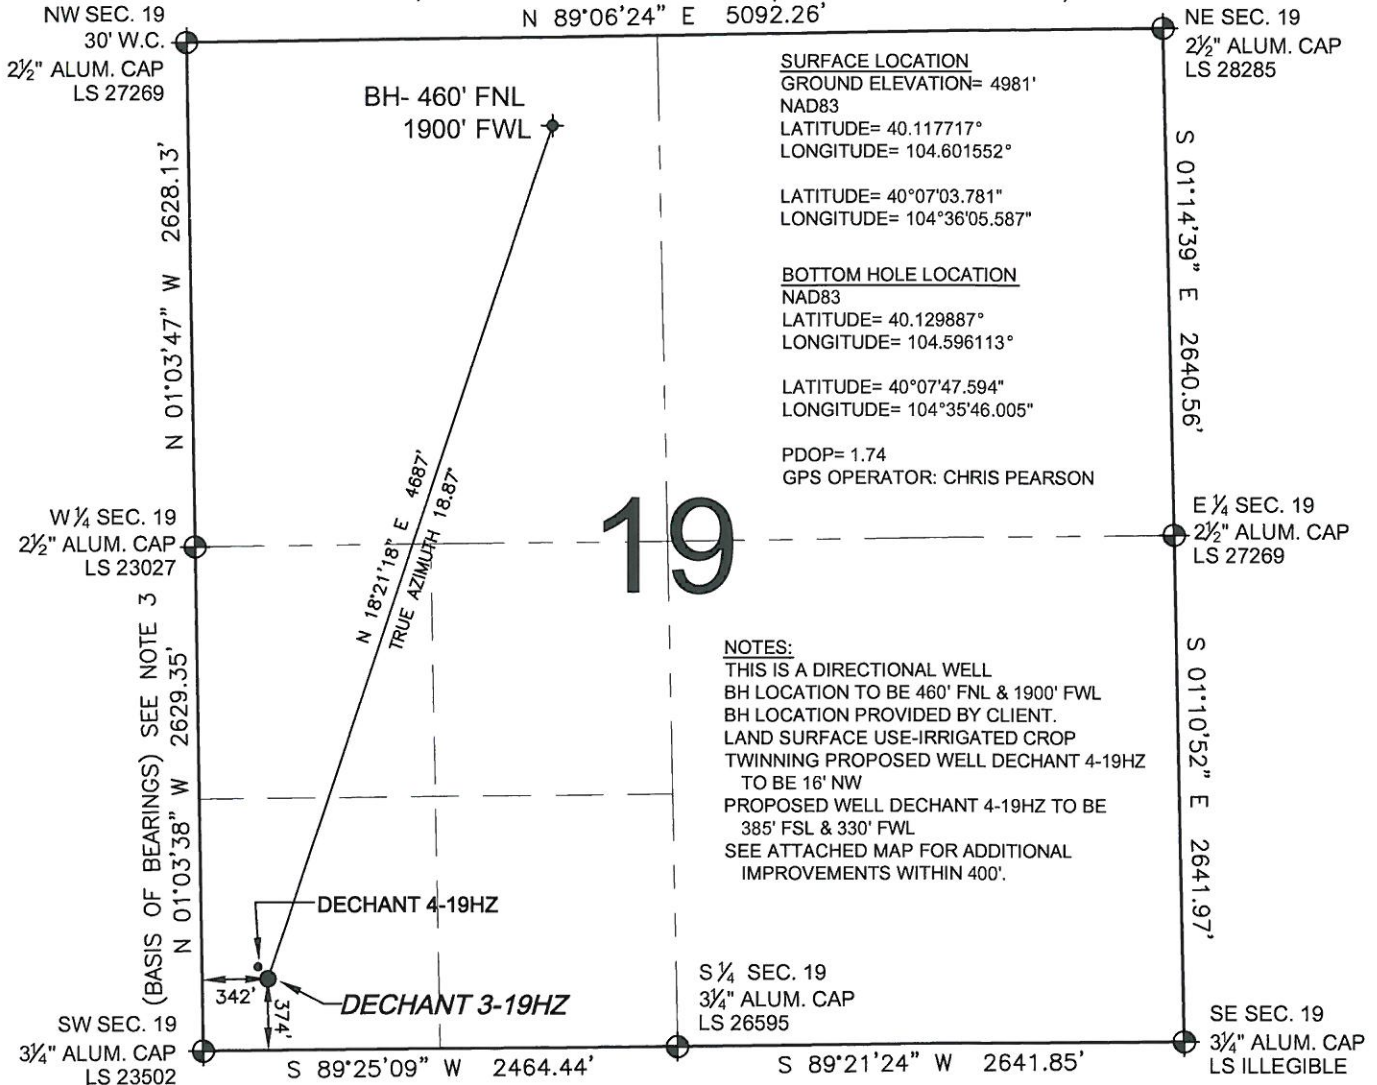 N 89°06'24" E 5092.26'
NW SEC. 19
30' W.C.
2½" ALUM. CAP
LS 27269
NE SEC. 19
2½" ALUM. CAP
LS 28285
BH- 460' FNL
1900' FWL
SURFACE LOCATION
GROUND ELEVATION= 4981'
NAD83
LATITUDE= 40.117717°
LONGITUDE= 104.601552°
LATITUDE= 40°07'03.781"
LONGITUDE= 104°36'05.587"
BOTTOM HOLE LOCATION
NAD83
LATITUDE= 40.129887°
LONGITUDE= 104.596113°
LATITUDE= 40°07'47.594"
LONGITUDE= 104°35'46.005"
PDOP= 1.74
GPS OPERATOR: CHRIS PEARSON
N 01°03'47" W 2628.13'
S 01°14'39" E 2640.56'
N 18°21'18" E 4687'
TRUE AZIMUTH 18.87°
19
W ¼ SEC. 19
2½" ALUM. CAP
LS 23027
E ¼ SEC. 19
2½" ALUM. CAP
LS 27269
(BASIS OF BEARINGS) SEE NOTE 3
N 01°03'38" W 2629.35'
S 01°10'52" E 2641.97'
NOTES:
THIS IS A DIRECTIONAL WELL
BH LOCATION TO BE 460' FNL & 1900' FWL
BH LOCATION PROVIDED BY CLIENT.
LAND SURFACE USE-IRRIGATED CROP
TWINNING PROPOSED WELL DECHANT 4-19HZ
TO BE 16' NW
PROPOSED WELL DECHANT 4-19HZ TO BE
385' FSL & 330' FWL
SEE ATTACHED MAP FOR ADDITIONAL
IMPROVEMENTS WITHIN 400'.
DECHANT 4-19HZ
342'
374'
DECHANT 3-19HZ
SW SEC. 19
3¼" ALUM. CAP
LS 23502
S ¼ SEC. 19
3¼" ALUM. CAP
LS 26595
SE SEC. 19
3¼" ALUM. CAP
LS ILLEGIBLE
S 89°25'09" W 2464.44'
S 89°21'24" W 2641.85'